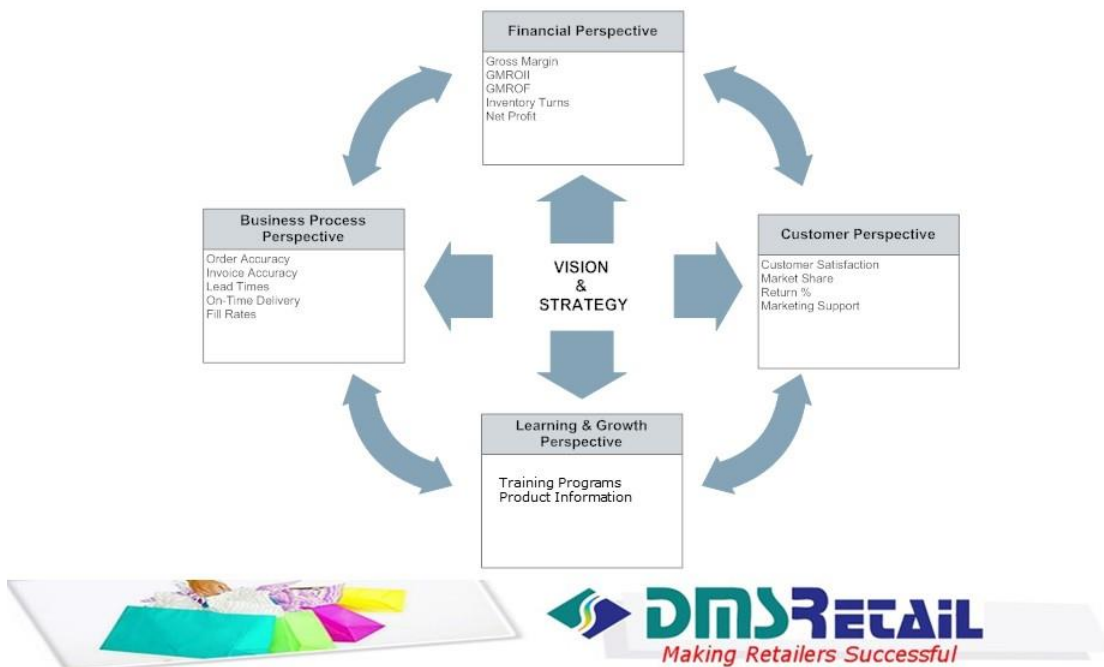 Financial Perspective
Gross Margin
GMROII
GMROF
Inventory Turns
Net Profit
Business Process
Perspective
Order Accuracy
Invoice Accuracy
Lead Times
On-Time Delivery
Fill Rates
VISION
&
STRATEGY
Customer Perspective
Customer Satisfaction
Market Share
Return %
Marketing Support
Learning & Growth
Perspective
Training Programs
Product Information
DMSRETAIL
Making Retailers Successful